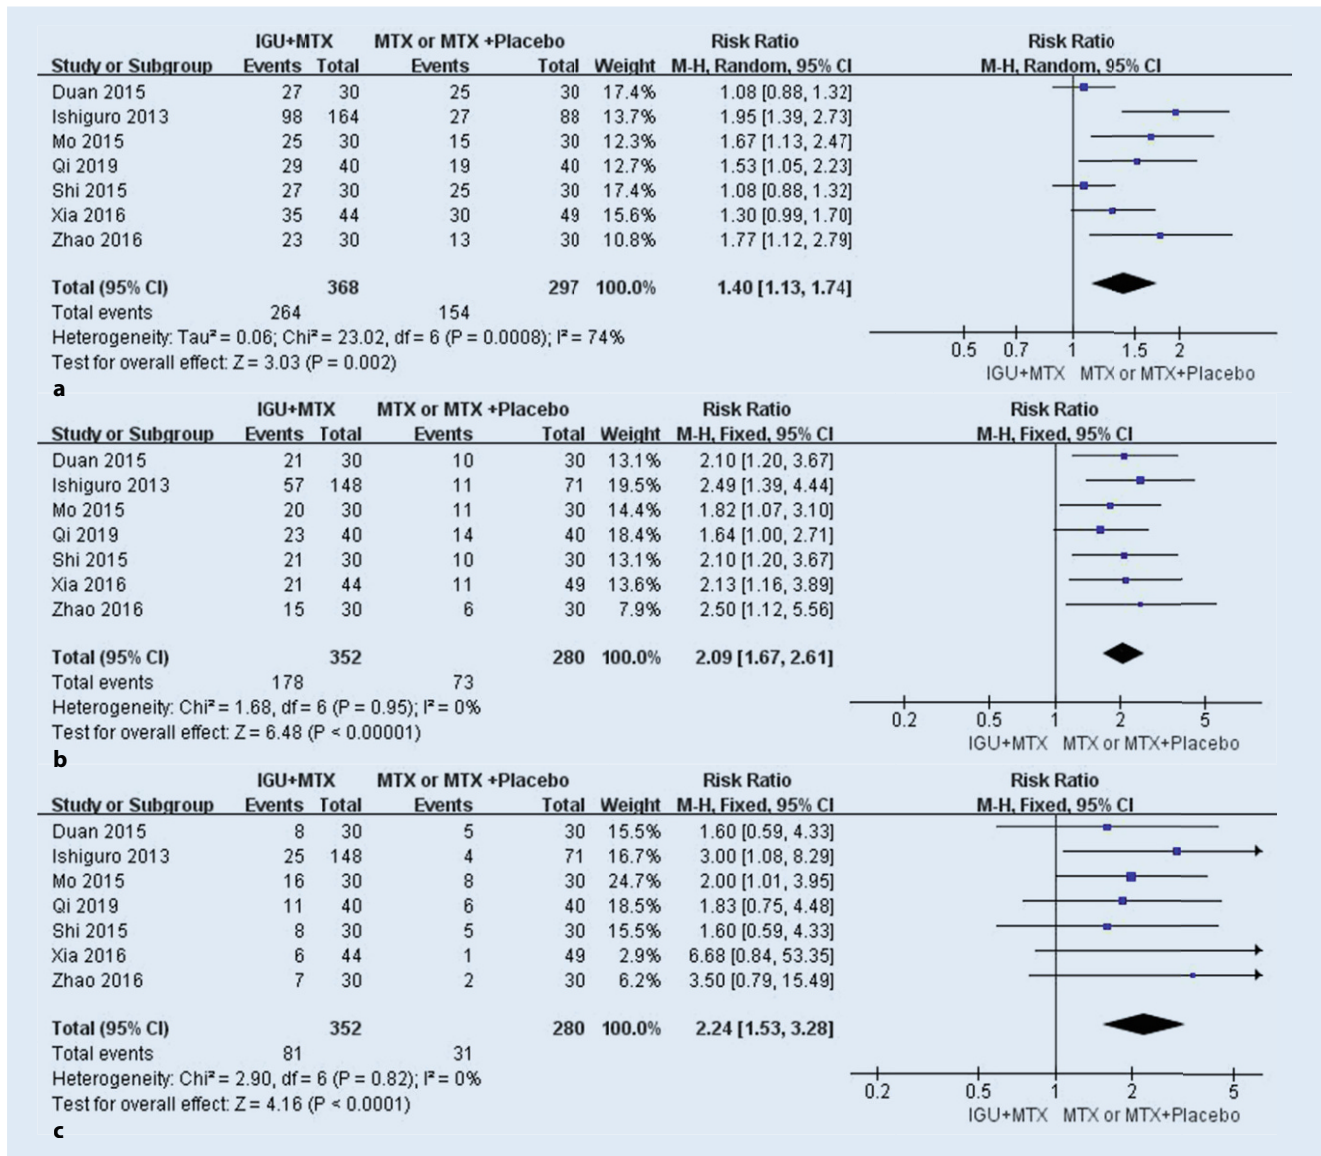 IGU+MTX MTX or MTX +Placebo Risk Ratio Risk Ratio
Study or Subgroup Events Total Events Total Weight M-H, Random, 95% CI M-H, Random, 95% CI
Duan 2015 27 30 25 30 17.4% 1.08 [0.88, 1.32]
Ishiguro 2013 98 164 27 88 13.7% 1.95 [1.39, 2.73]
Mo 2015 25 30 15 30 12.3% 1.67 [1.13, 2.47]
Qi 2019 29 40 19 40 12.7% 1.53 [1.05, 2.23]
Shi 2015 27 30 25 30 17.4% 1.08 [0.88, 1.32]
Xia 2016 35 44 30 49 15.6% 1.30 [0.99, 1.70]
Zhao 2016 23 30 13 30 10.8% 1.77 [1.12, 2.79]
Total (95% CI) 368 297 100.0% 1.40 [1.13, 1.74]
Total events 264 154
Heterogeneity: Tau² = 0.06; Chi² = 23.02, df = 6 (P = 0.0008); I² = 74%
Test for overall effect: Z = 3.03 (P = 0.002)
0.5 0.7 1 1.5 2
IGU+MTX MTX or MTX+Placebo
a
IGU+MTX MTX or MTX +Placebo Risk Ratio Risk Ratio
Study or Subgroup Events Total Events Total Weight M-H, Fixed, 95% CI M-H, Fixed, 95% CI
Duan 2015 21 30 10 30 13.1% 2.10 [1.20, 3.67]
Ishiguro 2013 57 148 11 71 19.5% 2.49 [1.39, 4.44]
Mo 2015 20 30 11 30 14.4% 1.82 [1.07, 3.10]
Qi 2019 23 40 14 40 18.4% 1.64 [1.00, 2.71]
Shi 2015 21 30 10 30 13.1% 2.10 [1.20, 3.67]
Xia 2016 21 44 11 49 13.6% 2.13 [1.16, 3.89]
Zhao 2016 15 30 6 30 7.9% 2.50 [1.12, 5.56]
Total (95% CI) 352 280 100.0% 2.09 [1.67, 2.61]
Total events 178 73
Heterogeneity: Chi² = 1.68, df = 6 (P = 0.95); I² = 0%
Test for overall effect: Z = 6.48 (P < 0.00001)
0.2 0.5 1 2 5
IGU+MTX MTX or MTX+Placebo
b
IGU+MTX MTX or MTX +Placebo Risk Ratio Risk Ratio
Study or Subgroup Events Total Events Total Weight M-H, Fixed, 95% CI M-H, Fixed, 95% CI
Duan 2015 8 30 5 30 15.5% 1.60 [0.59, 4.33]
Ishiguro 2013 25 148 4 71 16.7% 3.00 [1.08, 8.29]
Mo 2015 16 30 8 30 24.7% 2.00 [1.01, 3.95]
Qi 2019 11 40 6 40 18.5% 1.83 [0.75, 4.48]
Shi 2015 8 30 5 30 15.5% 1.60 [0.59, 4.33]
Xia 2016 6 44 1 49 2.9% 6.68 [0.84, 53.35]
Zhao 2016 7 30 2 30 6.2% 3.50 [0.79, 15.49]
Total (95% CI) 352 280 100.0% 2.24 [1.53, 3.28]
Total events 81 31
Heterogeneity: Chi² = 2.90, df = 6 (P = 0.82); I² = 0%
Test for overall effect: Z = 4.16 (P < 0.0001)
0.2 0.5 1 2 5
IGU+MTX MTX or MTX+Placebo
c